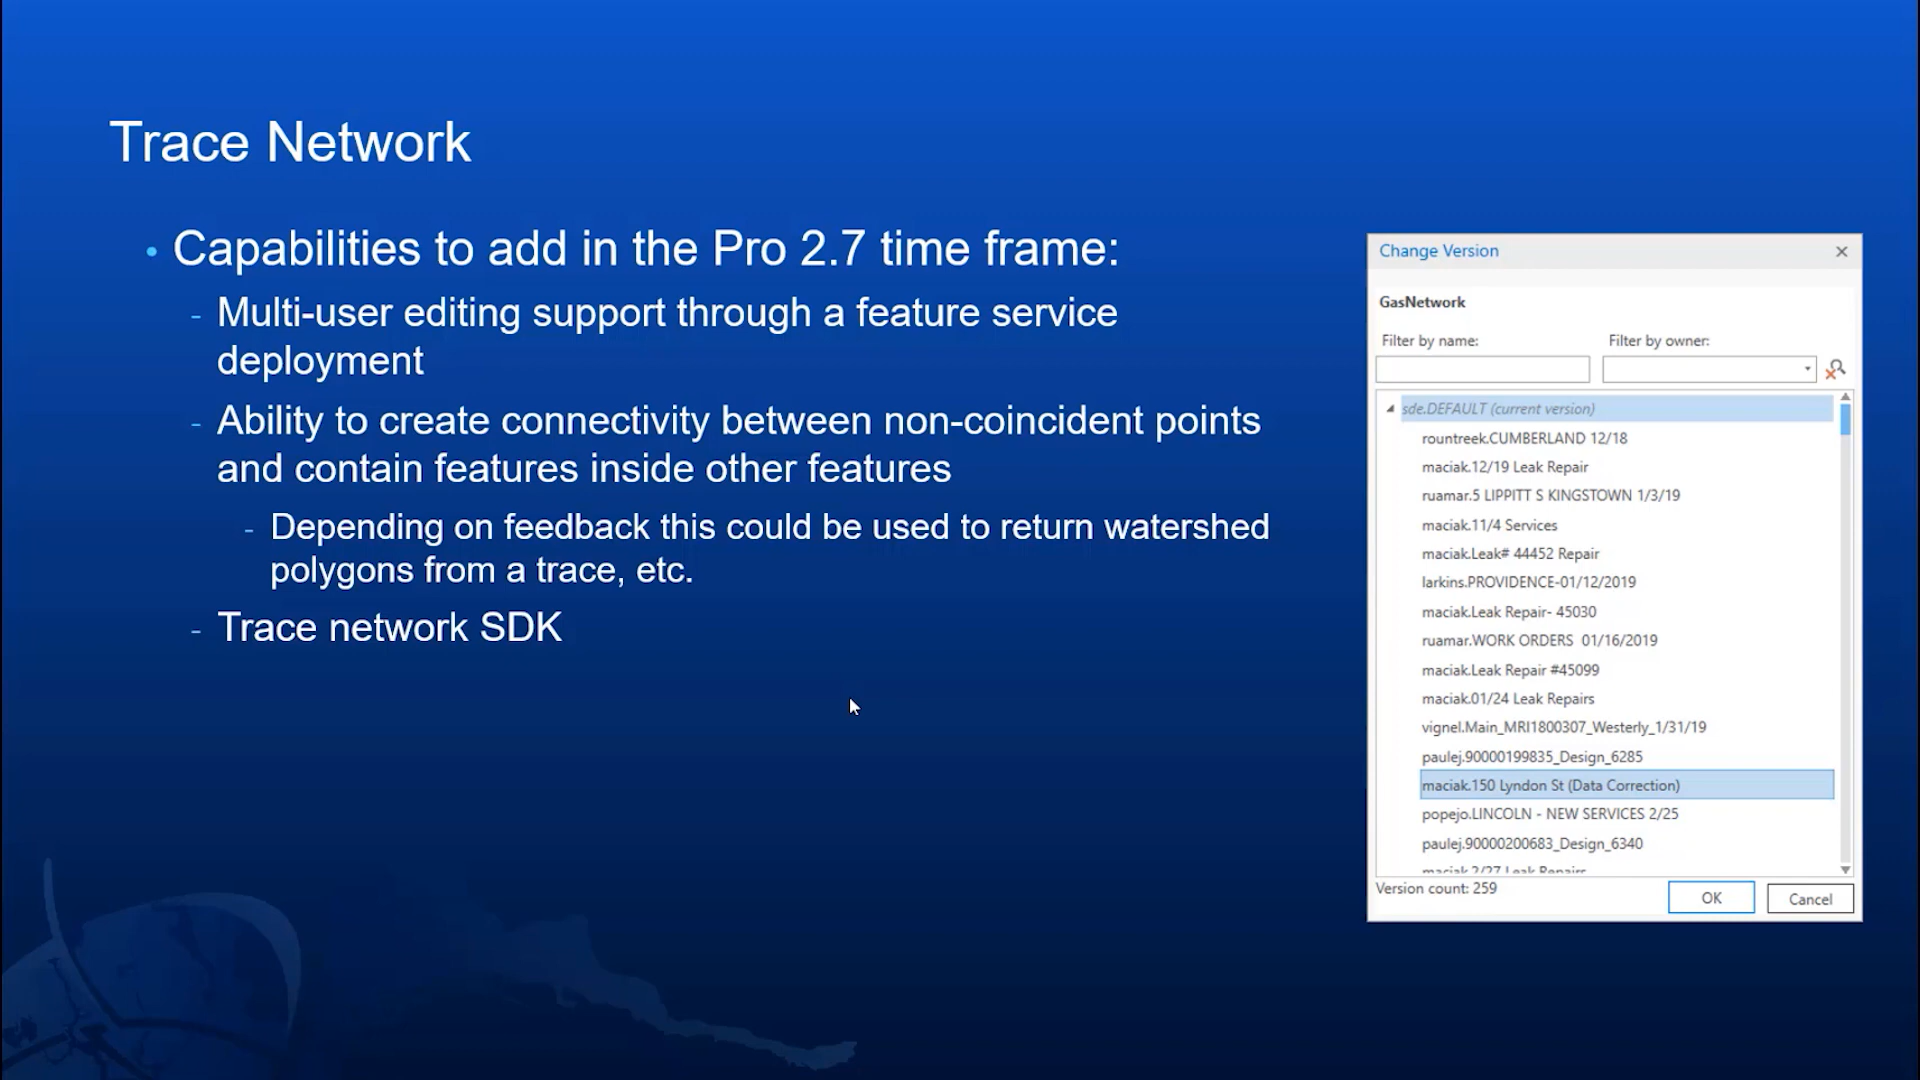 Trace Network
• Capabilities to add in the Pro 2.7 time frame:
- Multi-user editing support through a feature service
deployment
- Ability to create connectivity between non-coincident points
and contain features inside other features
- Depending on feedback this could be used to return watershed
polygons from a trace, etc.
- Trace network SDK
Change Version
GasNetwork
Filter by name:
Filter by owner:
sde.DEFAULT (current version)
rountreek.CUMBERLAND 12/18
maciak.12/19 Leak Repair
ruamar.5 LIPPITT S KINGSTOWN 1/3/19
maciak.11/4 Services
maciak.Leak# 44452 Repair
larkins.PROVIDENCE-01/12/2019
maciak.Leak Repair- 45030
ruamar.WORK ORDERS  01/16/2019
maciak.Leak Repair #45099
maciak.01/24 Leak Repairs
vignel.Main_MRI1800307_Westerly_1/31/19
paulej.90000199835_Design_6285
maciak.150 Lyndon St (Data Correction)
popejo.LINCOLN - NEW SERVICES 2/25
paulej.90000200683_Design_6340
maciak.2/27 Leak Repairs
Version count: 259
OK
Cancel